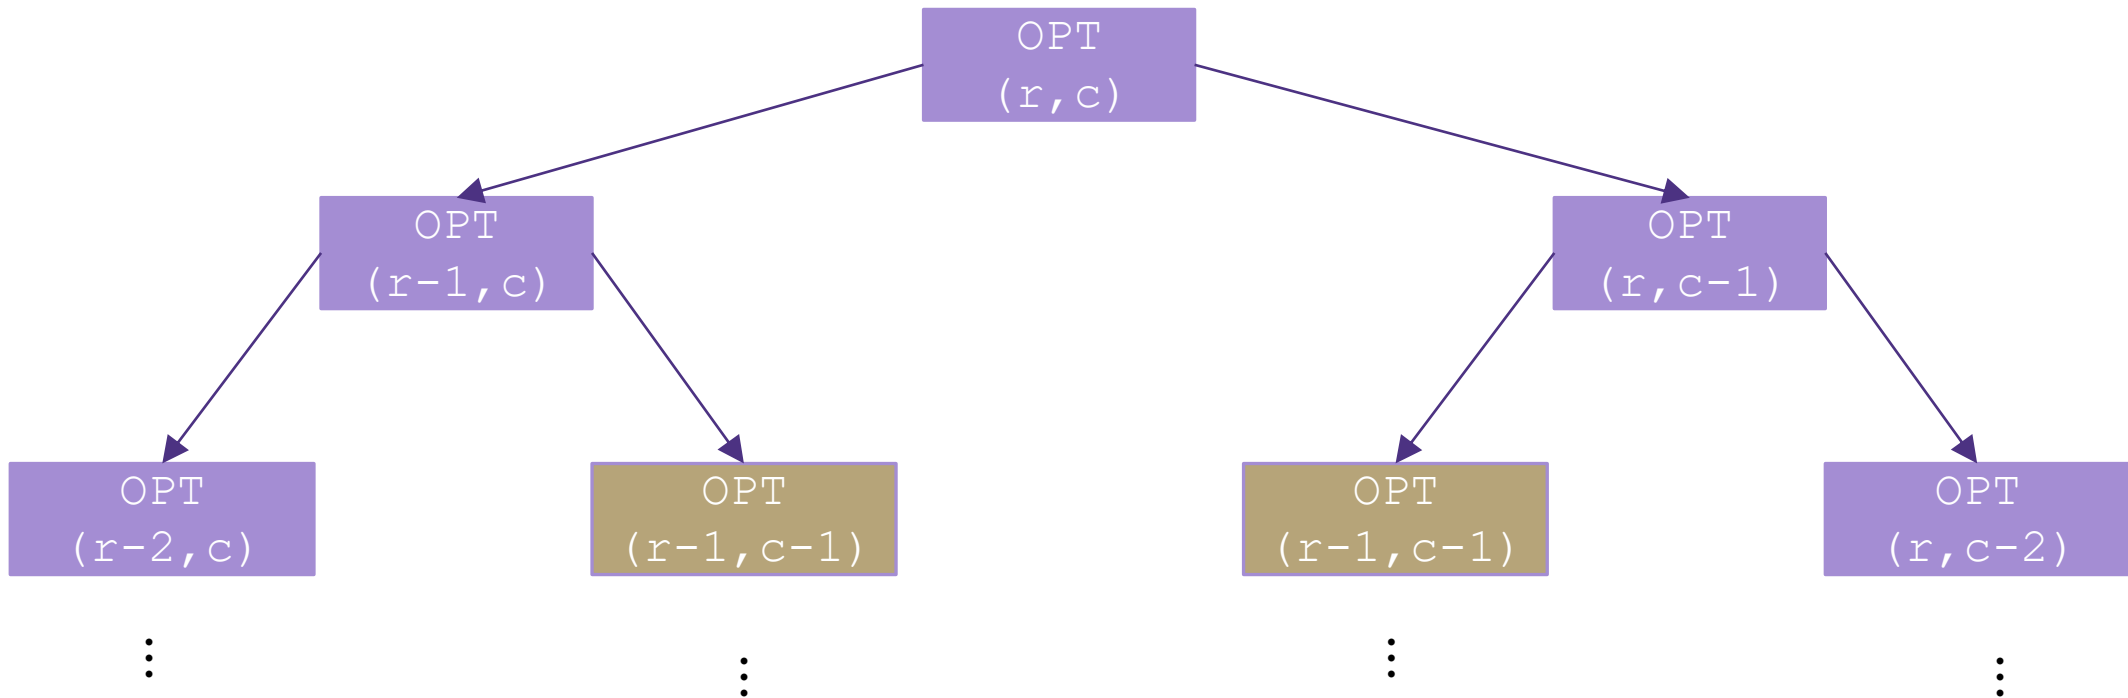 OPT
(r,c)
OPT
(r-1,c)
OPT
(r,c-1)
OPT
(r-2,c)
OPT
(r-1,c-1)
OPT
(r-1,c-1)
OPT
(r,c-2)
⋮
⋮
⋮
⋮